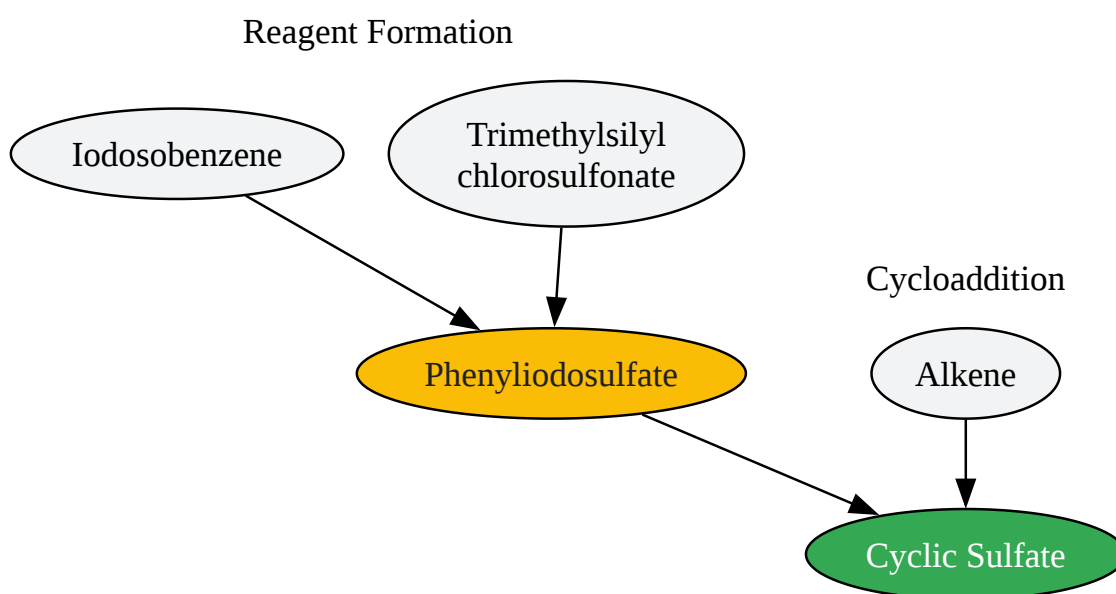 Reagent Formation
Iodosobenzene
Trimethylsilyl
chlorosulfonate
Cycloaddition
Phenyliodosulfate
Alkene
Cyclic Sulfate